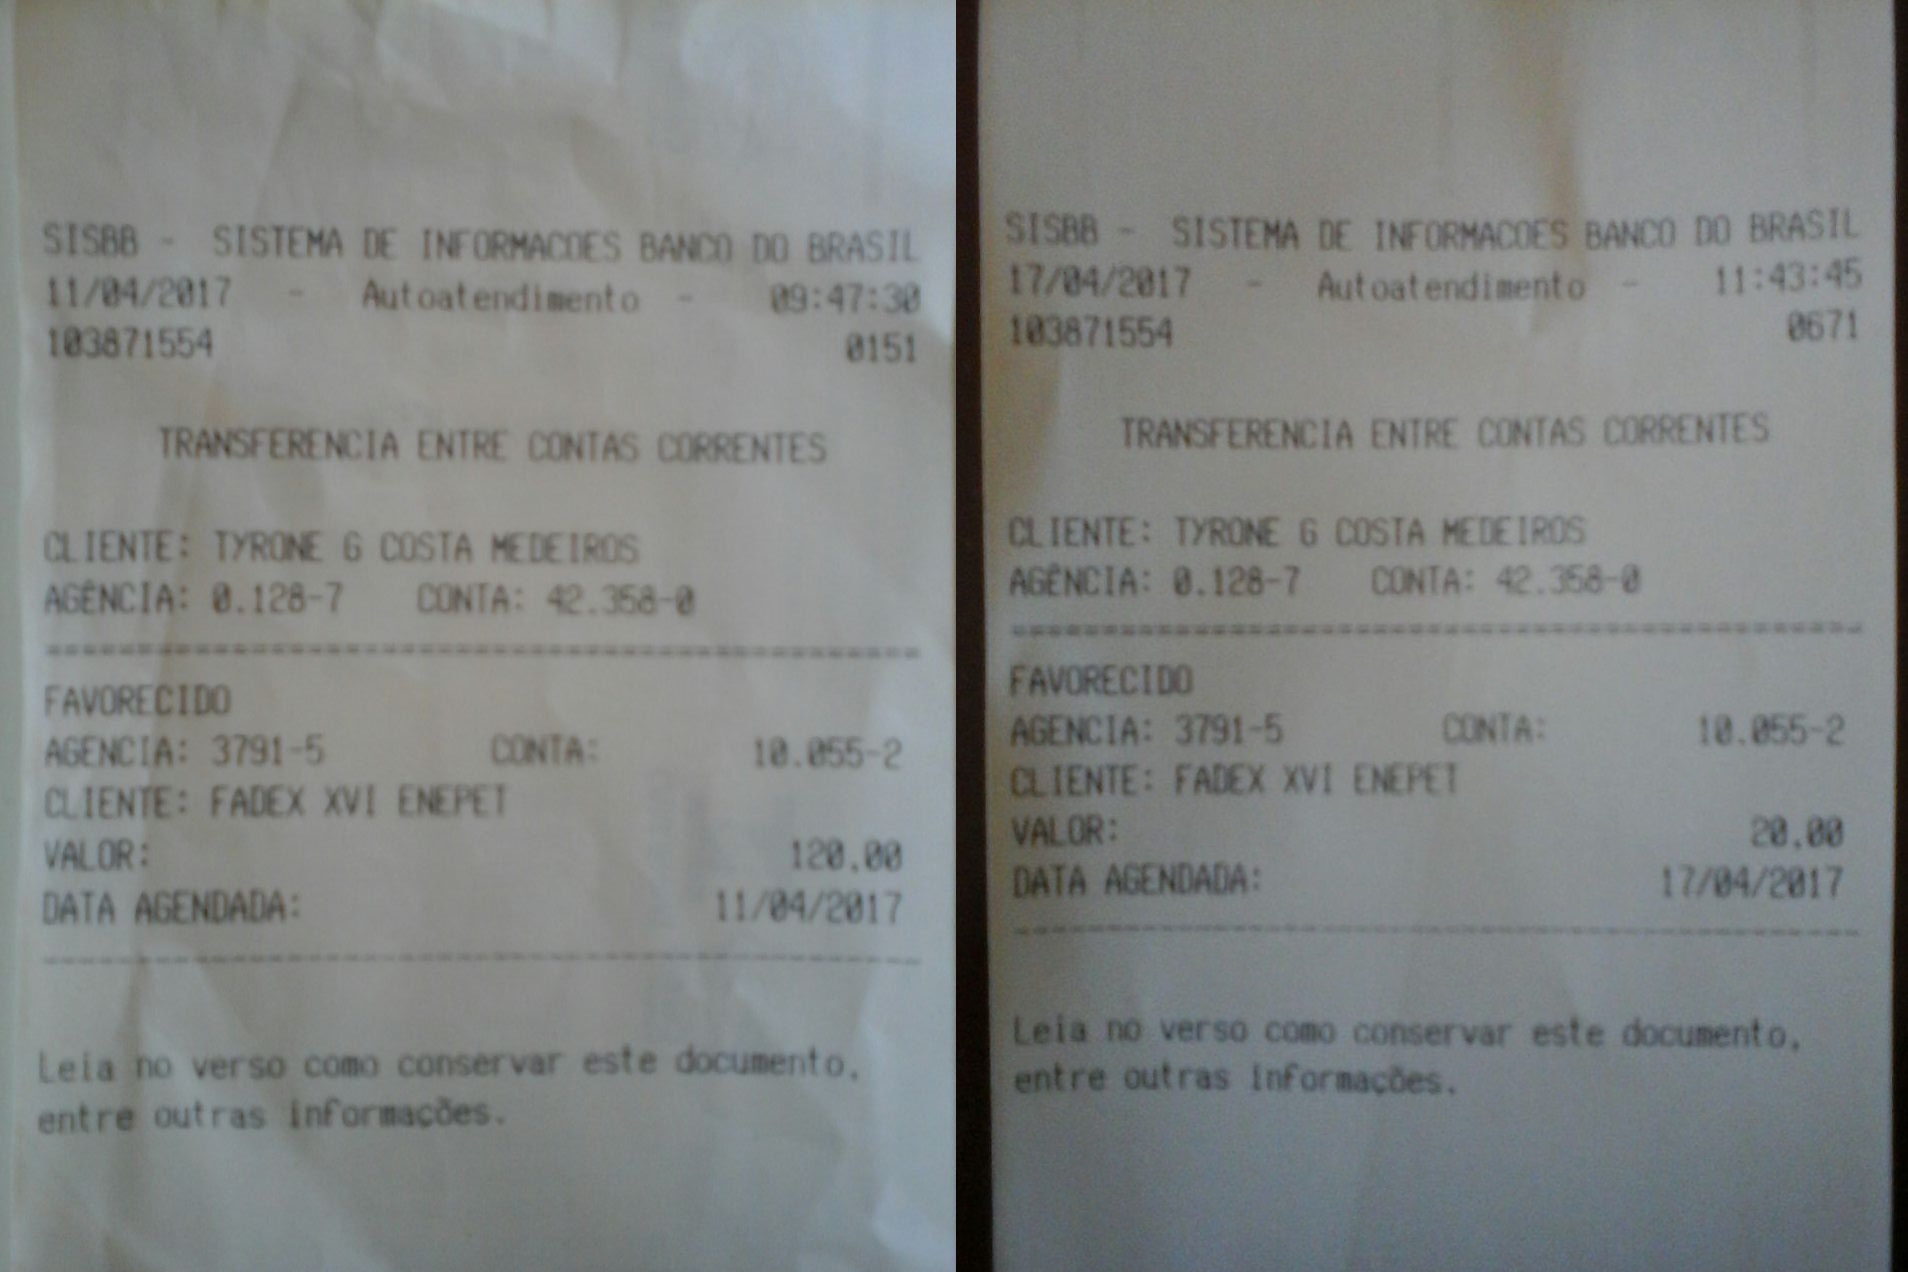 SISBB - SISTEMA DE INFORMACOES BANCO DO BRASIL
11/04/2017 - Autoatendimento - 09:47:30
103871554 0151
TRANSFERENCIA ENTRE CONTAS CORRENTES
CLIENTE: TYRONE G COSTA MEDEIROS
AGÊNCIA: 0.128-7 CONTA: 42.358-0
FAVORECIDO
AGENCIA: 3791-5 CONTA: 10.055-2
CLIENTE: FADEX XVI ENEPET
VALOR: 120,00
DATA AGENDADA: 11/04/2017
Leia no verso como conservar este documento,
entre outras informações.
SISBB - SISTEMA DE INFORMACOES BANCO DO BRASIL
17/04/2017 - Autoatendimento - 11:43:45
103871554 0671
TRANSFERENCIA ENTRE CONTAS CORRENTES
CLIENTE: TYRONE G COSTA MEDEIROS
AGÊNCIA: 0.128-7 CONTA: 42.358-0
FAVORECIDO
AGENCIA: 3791-5 CONTA: 10.055-2
CLIENTE: FADEX XVI ENEPET
VALOR: 20,00
DATA AGENDADA: 17/04/2017
Leia no verso como conservar este documento,
entre outras informações.